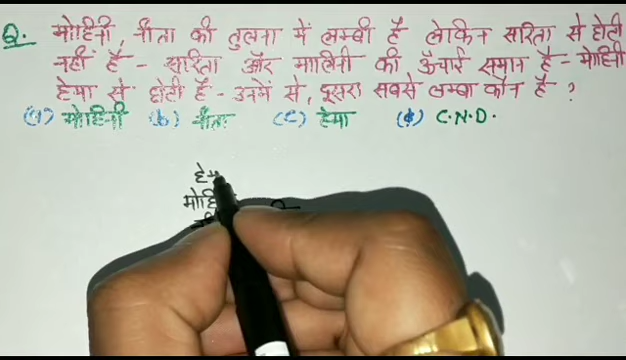 Q. मोहिनी, नीता की तुलना में लम्बी है लेकिन सरिता से छोटी
नहीं है - सरिता और मालिनी की ऊँचाई समान है - मोहिनी
हेमा से छोटी है - उनमें से, दूसरा सबसे लम्बा कौन है ?
(a) मोहिनी (b) नीता (c) हेमा (d) C.N.D.